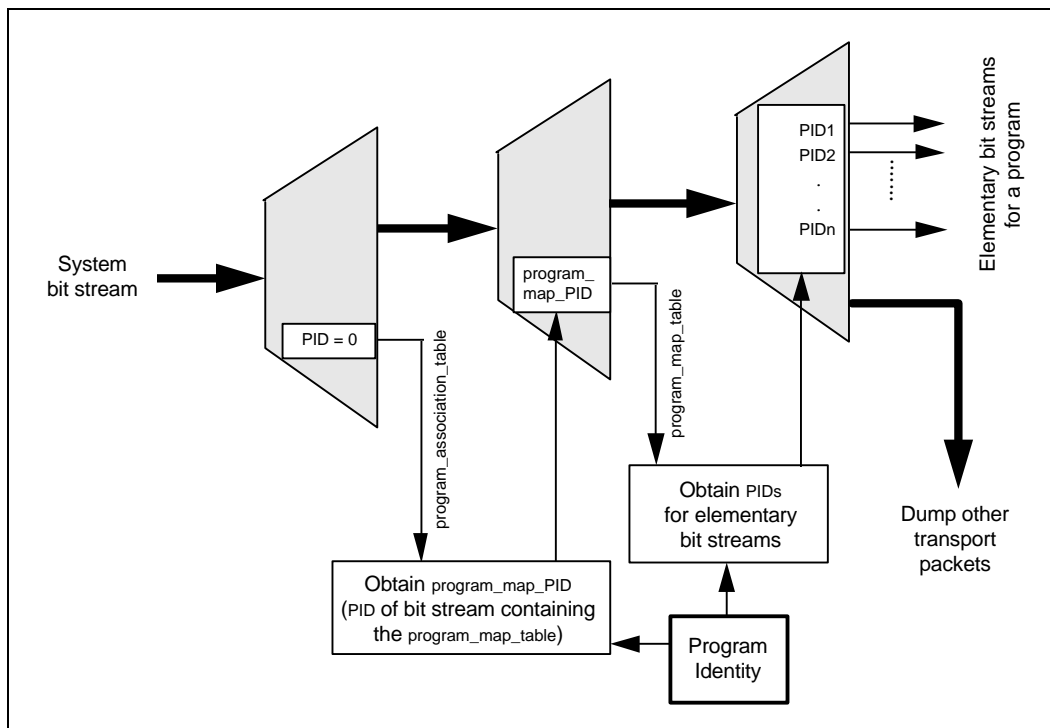 System
bit stream
PID = 0
program_association_table
program_
map_PID
program_map_table
PID1
PID2
.
.
PIDn
........
Elementary bit streams
for a program
Obtain program_map_PID
(PID of bit stream containing
the program_map_table)
Obtain PIDs
for elementary
bit streams
Program
Identity
Dump other
transport
packets